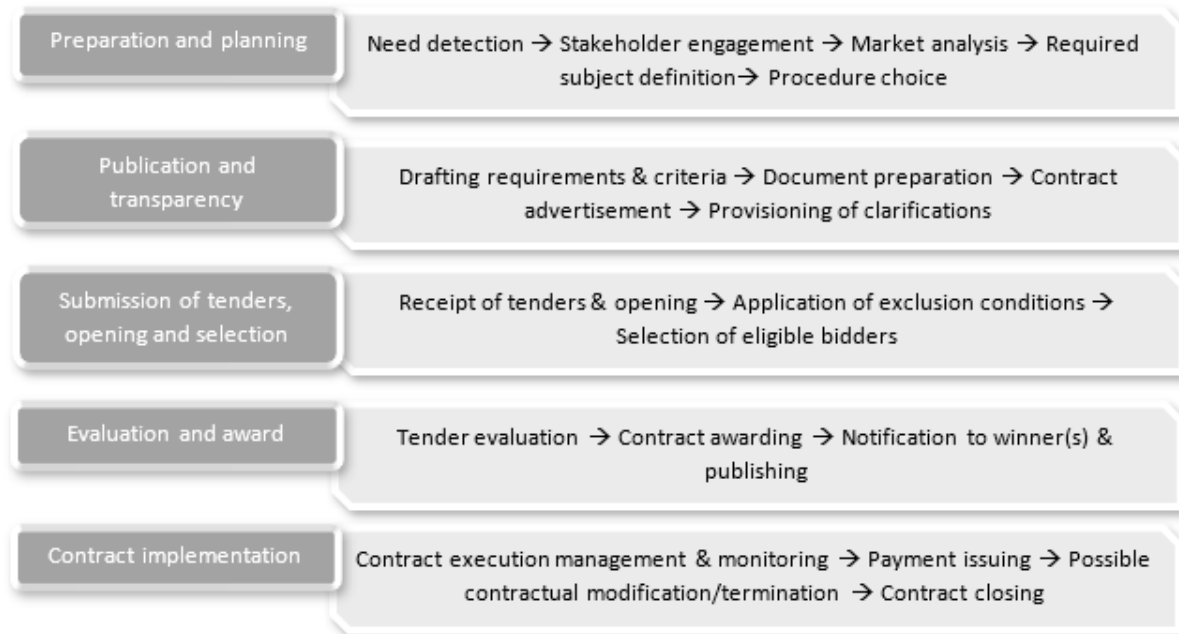 Preparation and planning
Need detection → Stakeholder engagement → Market analysis → Required
subject definition→ Procedure choice
Publication and
transparency
Drafting requirements & criteria → Document preparation → Contract
advertisement → Provisioning of clarifications
Submission of tenders,
opening and selection
Receipt of tenders & opening → Application of exclusion conditions →
Selection of eligible bidders
Evaluation and award
Tender evaluation → Contract awarding → Notification to winner(s) &
publishing
Contract implementation
Contract execution management & monitoring → Payment issuing → Possible
contractual modification/termination → Contract closing